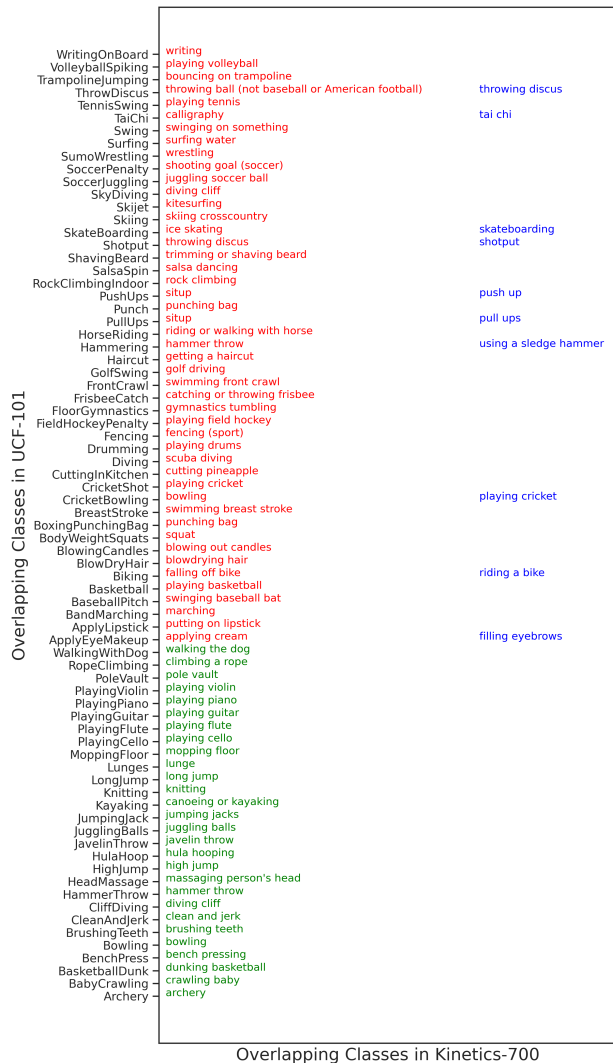 WritingOnBoard writing
VolleyballSpiking playing volleyball
TrampolineJumping bouncing on trampoline
ThrowDiscus throwing ball (not baseball or American football) throwing discus
TennisSwing playing tennis
TaiChi calligraphy tai chi
Swing swinging on something
Surfing surfing water
SumoWrestling wrestling
SoccerPenalty shooting goal (soccer)
SoccerJuggling juggling soccer ball
SkyDiving diving cliff
Skijet kitesurfing
Skiing skiing crosscountry
SkateBoarding ice skating skateboarding
Shotput throwing discus shotput
ShavingBeard trimming or shaving beard
SalsaSpin salsa dancing
RockClimbingIndoor rock climbing
PushUps situp push up
Punch punching bag
PullUps situp pull ups
HorseRiding riding or walking with horse
Hammering hammer throw using a sledge hammer
Haircut getting a haircut
GolfSwing golf driving
FrontCrawl swimming front crawl
FrisbeeCatch catching or throwing frisbee
FloorGymnastics gymnastics tumbling
FieldHockeyPenalty playing field hockey
Fencing fencing (sport)
Drumming playing drums
Diving scuba diving
CuttingInKitchen cutting pineapple
CricketShot playing cricket
CricketBowling bowling playing cricket
BreastStroke swimming breast stroke
BoxingPunchingBag punching bag
BodyWeightSquats squat
BlowingCandles blowing out candles
BlowDryHair blowdrying hair
Biking falling off bike riding a bike
Basketball playing basketball
BaseballPitch swinging baseball bat
BandMarching marching
ApplyLipstick putting on lipstick
ApplyEyeMakeup applying cream filling eyebrows
WalkingWithDog walking the dog
RopeClimbing climbing a rope
PoleVault pole vault
PlayingViolin playing violin
PlayingPiano playing piano
PlayingGuitar playing guitar
PlayingFlute playing flute
PlayingCello playing cello
MoppingFloor mopping floor
Lunges lunge
LongJump long jump
Knitting knitting
Kayaking canoeing or kayaking
JumpingJack jumping jacks
JugglingBalls juggling balls
JavelinThrow javelin throw
HulaHoop hula hooping
HighJump high jump
HeadMassage massaging person's head
HammerThrow hammer throw
CliffDiving diving cliff
CleanAndJerk clean and jerk
BrushingTeeth brushing teeth
Bowling bowling
BenchPress bench pressing
BasketballDunk dunking basketball
BabyCrawling crawling baby
Archery archery
Overlapping Classes in UCF-101
Overlapping Classes in Kinetics-700